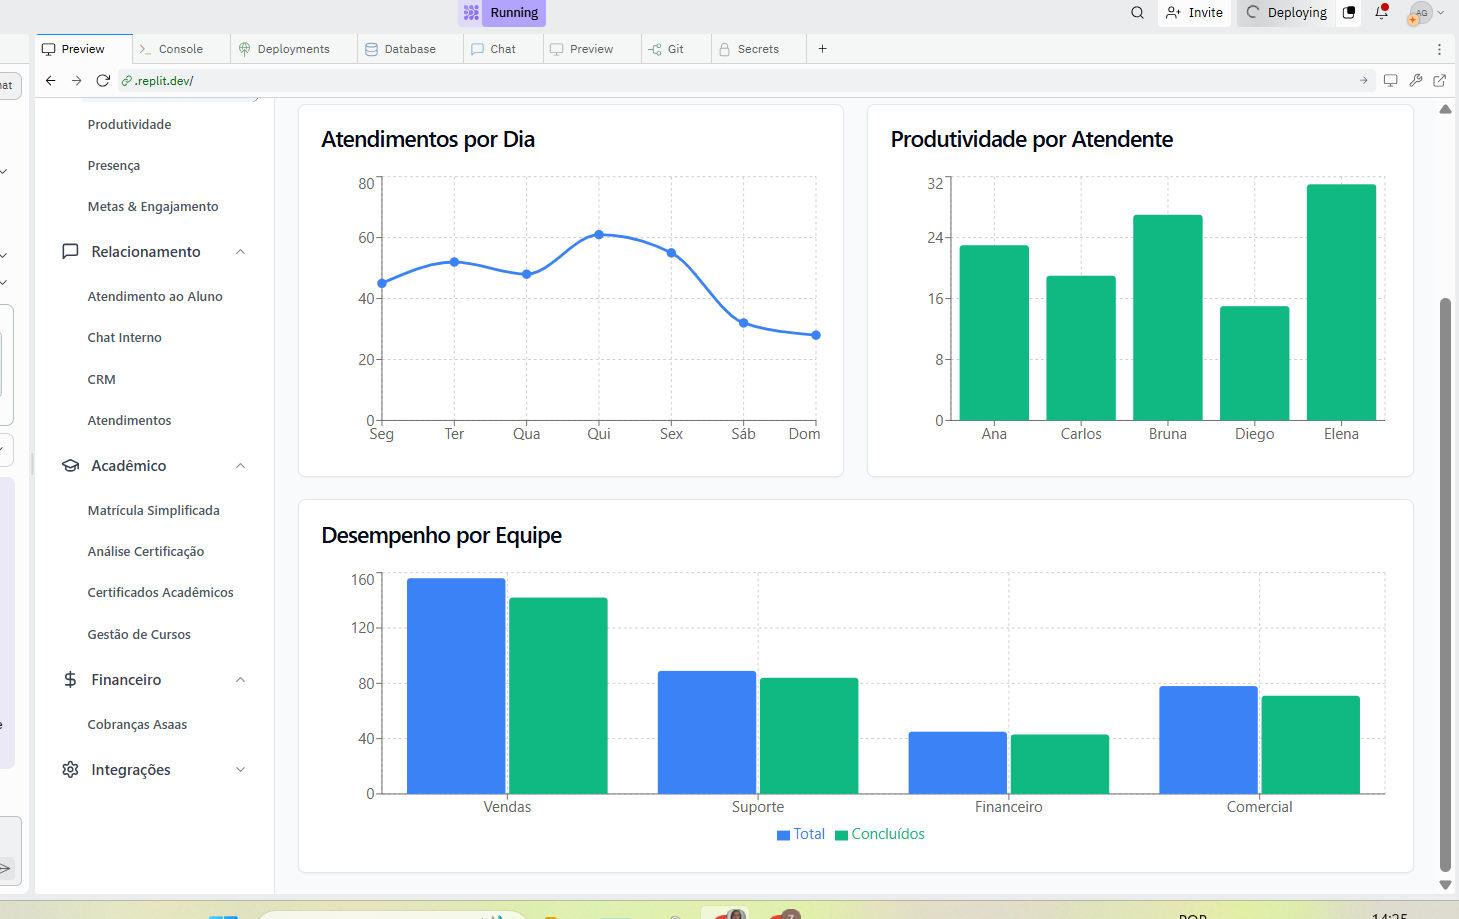 Running
Invite
Deploying
AG
Preview
Console
Deployments
Database
Chat
Preview
Git
Secrets
.replit.dev/
Produtividade
Presença
Metas & Engajamento
Relacionamento
Atendimento ao Aluno
Chat Interno
CRM
Atendimentos
Acadêmico
Matrícula Simplificada
Análise Certificação
Certificados Acadêmicos
Gestão de Cursos
Financeiro
Cobranças Asaas
Integrações
Atendimentos por Dia
80
60
40
20
0
Seg Ter Qua Qui Sex Sáb Dom
Produtividade por Atendente
32
24
16
8
0
Ana Carlos Bruna Diego Elena
Desempenho por Equipe
160
120
80
40
0
Vendas Suporte Financeiro Comercial
Total Concluídos